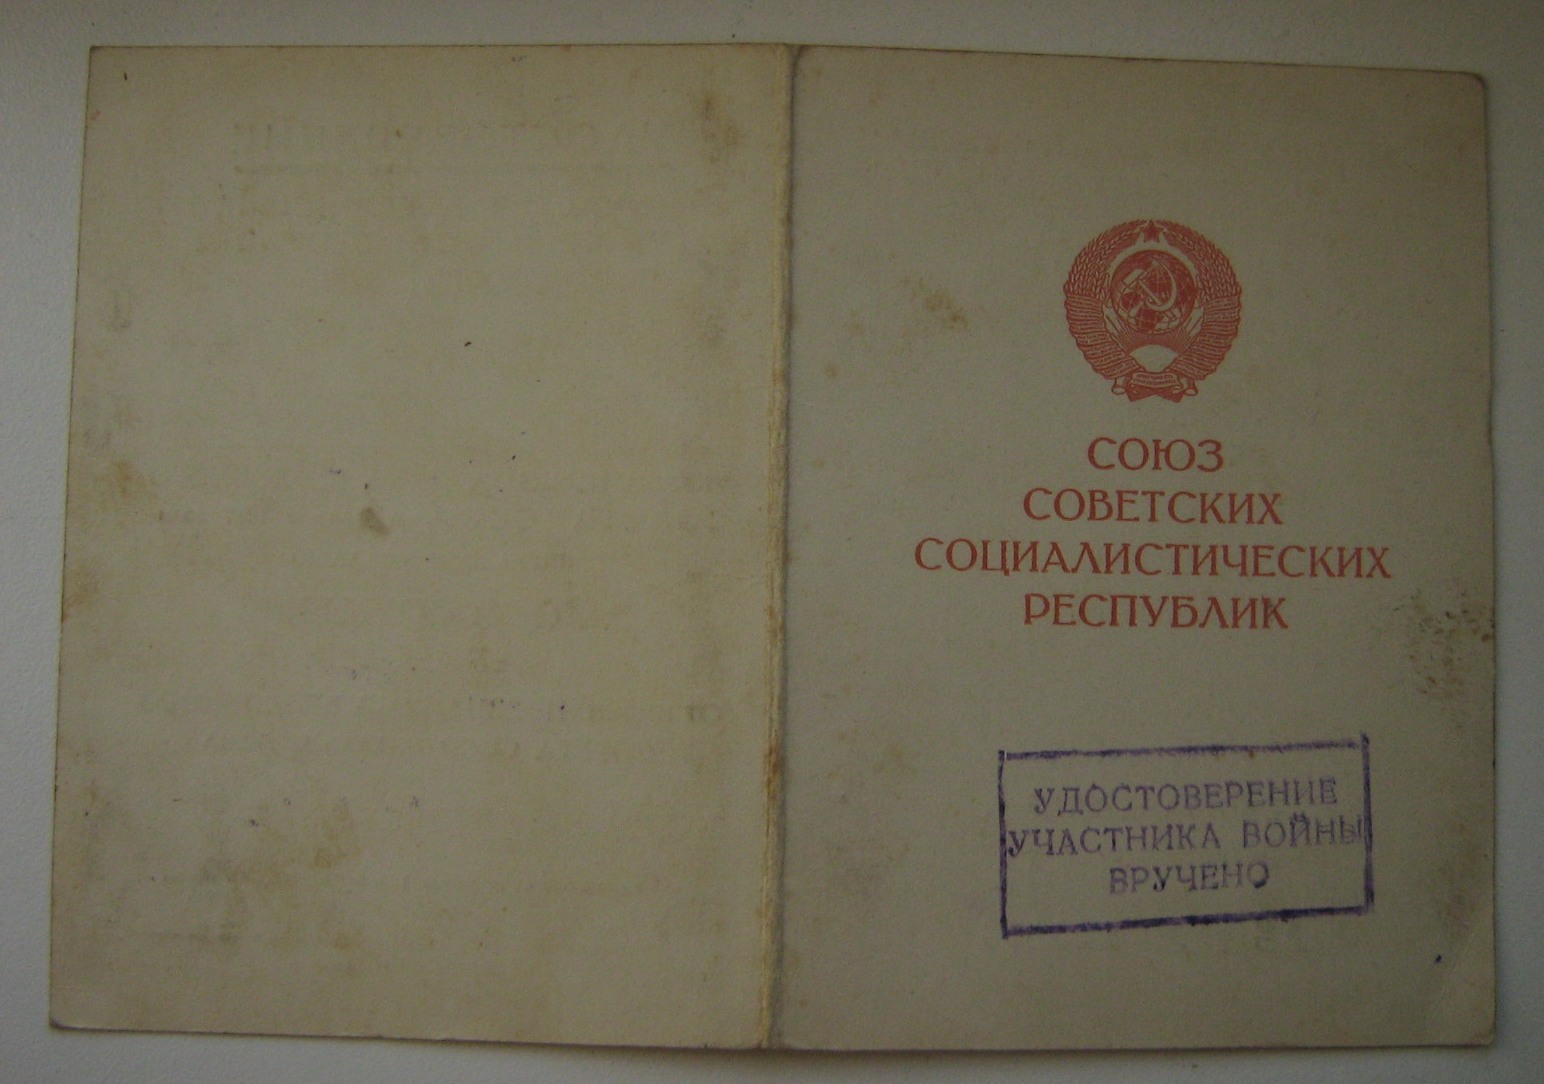 СОЮЗ
СОВЕТСКИХ
СОЦИАЛИСТИЧЕСКИХ
РЕСПУБЛИК
УДОСТОВЕРЕНИЕ
УЧАСТНИКА ВОЙНЫ
ВРУЧЕНО